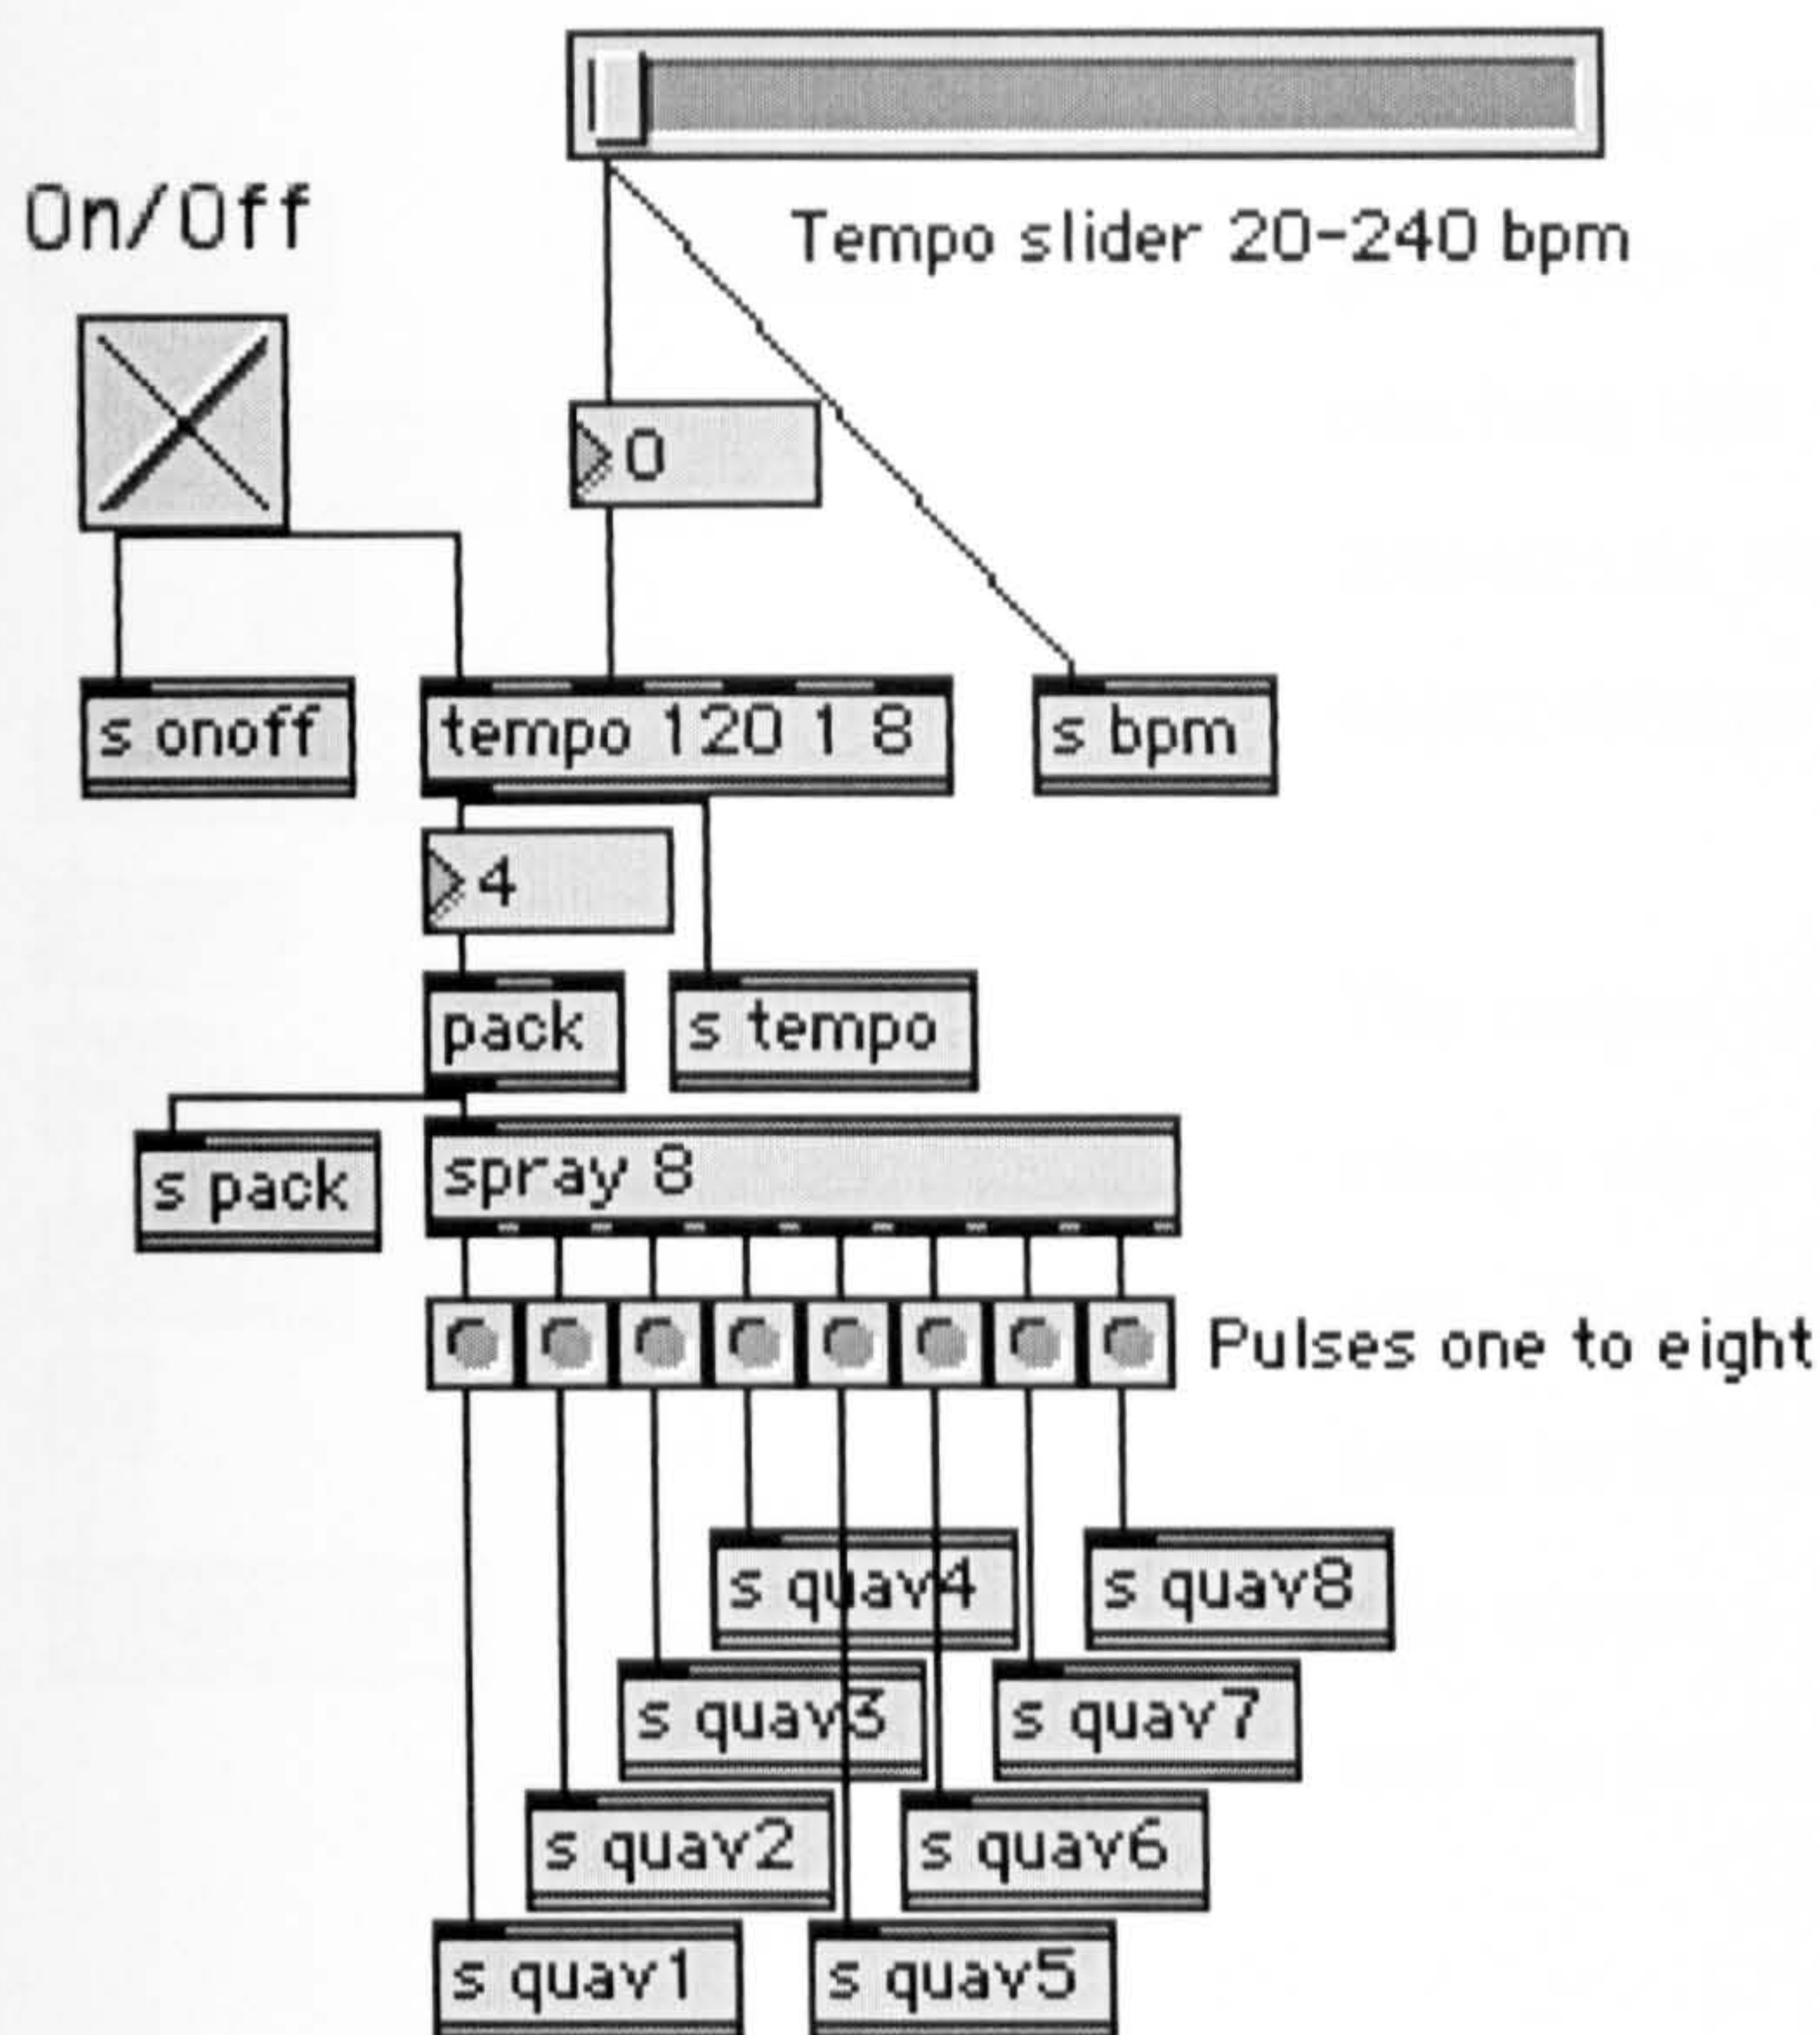 On/Off
Tempo slider 20-240 bpm
0
s onoff
tempo 120 1 8
s bpm
4
pack
s tempo
s pack
spray 8
Pulses one to eight
s quav4
s quav8
s quav3
s quav7
s quav2
s quav6
s quav1
s quav5